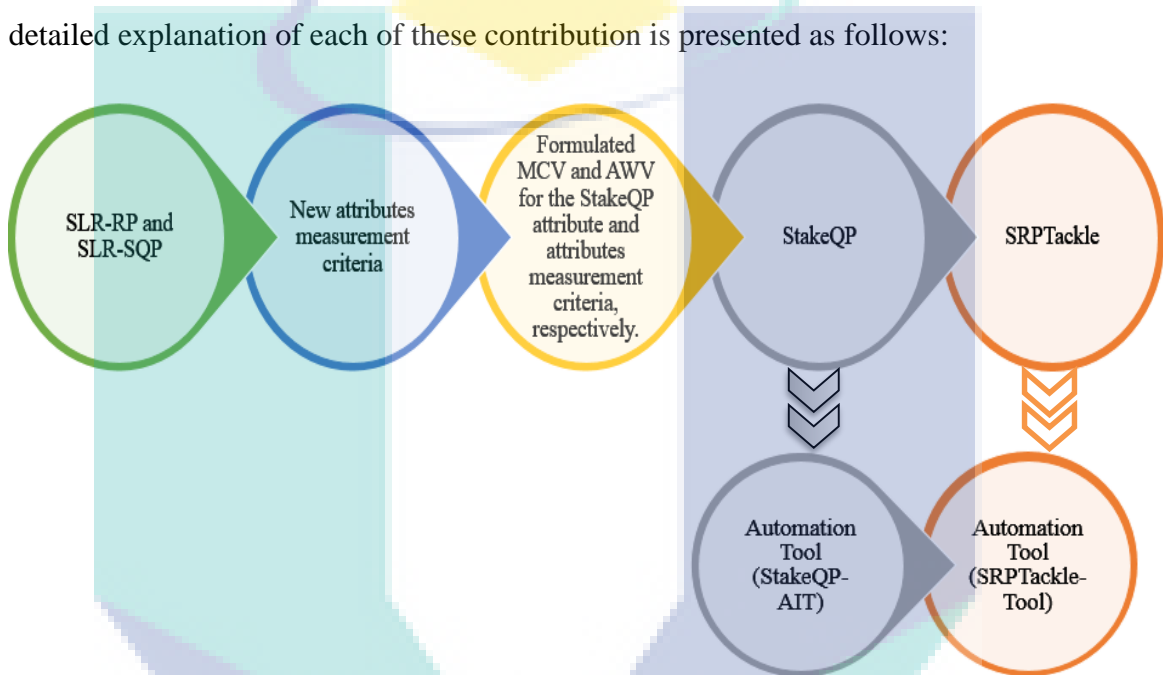 detailed explanation of each of these contribution is presented as follows:
SLR-RP and
SLR-SQP
New attributes
measurement
criteria
Formulated
MCV and AWV
for the StakeQP
attribute and
attributes
measurement
criteria,
respectively.
StakeQP
SRPTackle
Automation
Tool
(StakeQP-
AIT)
Automation
Tool
(SRPTackle-
Tool)